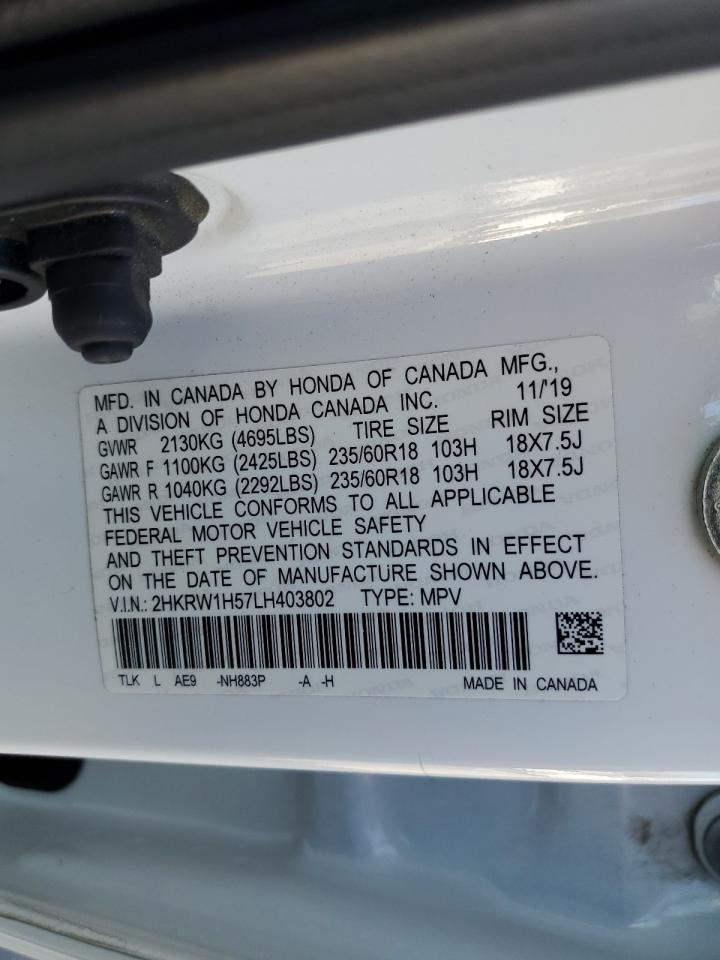 MFD. IN CANADA BY HONDA OF CANADA MFG.,
A DIVISION OF HONDA CANADA INC. 11/'19
GVWR 2130KG (4695LBS) TIRE SIZE RIM SIZE
GAWR F 1100KG (2425LBS) 235/60R18 103H 18X7.5J
GAWR R 1040KG (2292LBS) 235/60R18 103H 18X7.5J
THIS VEHICLE CONFORMS TO ALL APPLICABLE
FEDERAL MOTOR VEHICLE SAFETY
AND THEFT PREVENTION STANDARDS IN EFFECT
ON THE DATE OF MANUFACTURE SHOWN ABOVE.
V.I.N.: 2HKRW1H57LH403802 TYPE: MPV
TLK L AE9 -NH883P -A -H MADE IN CANADA